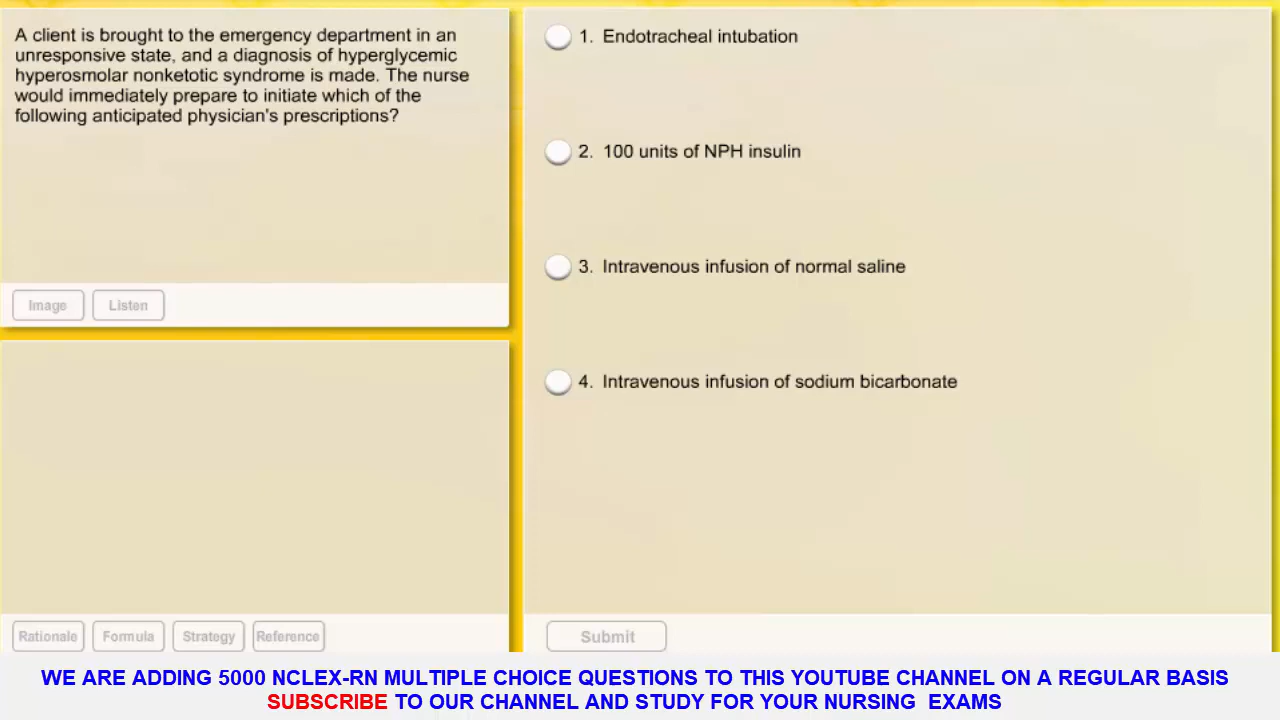 A client is brought to the emergency department in an
unresponsive state, and a diagnosis of hyperglycemic
hyperosmolar nonketotic syndrome is made. The nurse
would immediately prepare to initiate which of the
following anticipated physician's prescriptions?
Image Listen
1. Endotracheal intubation
2. 100 units of NPH insulin
3. Intravenous infusion of normal saline
4. Intravenous infusion of sodium bicarbonate
Rationale Formula Strategy Reference
Submit
WE ARE ADDING 5000 NCLEX-RN MULTIPLE CHOICE QUESTIONS TO THIS YOUTUBE CHANNEL ON A REGULAR BASIS
SUBSCRIBE TO OUR CHANNEL AND STUDY FOR YOUR NURSING EXAMS